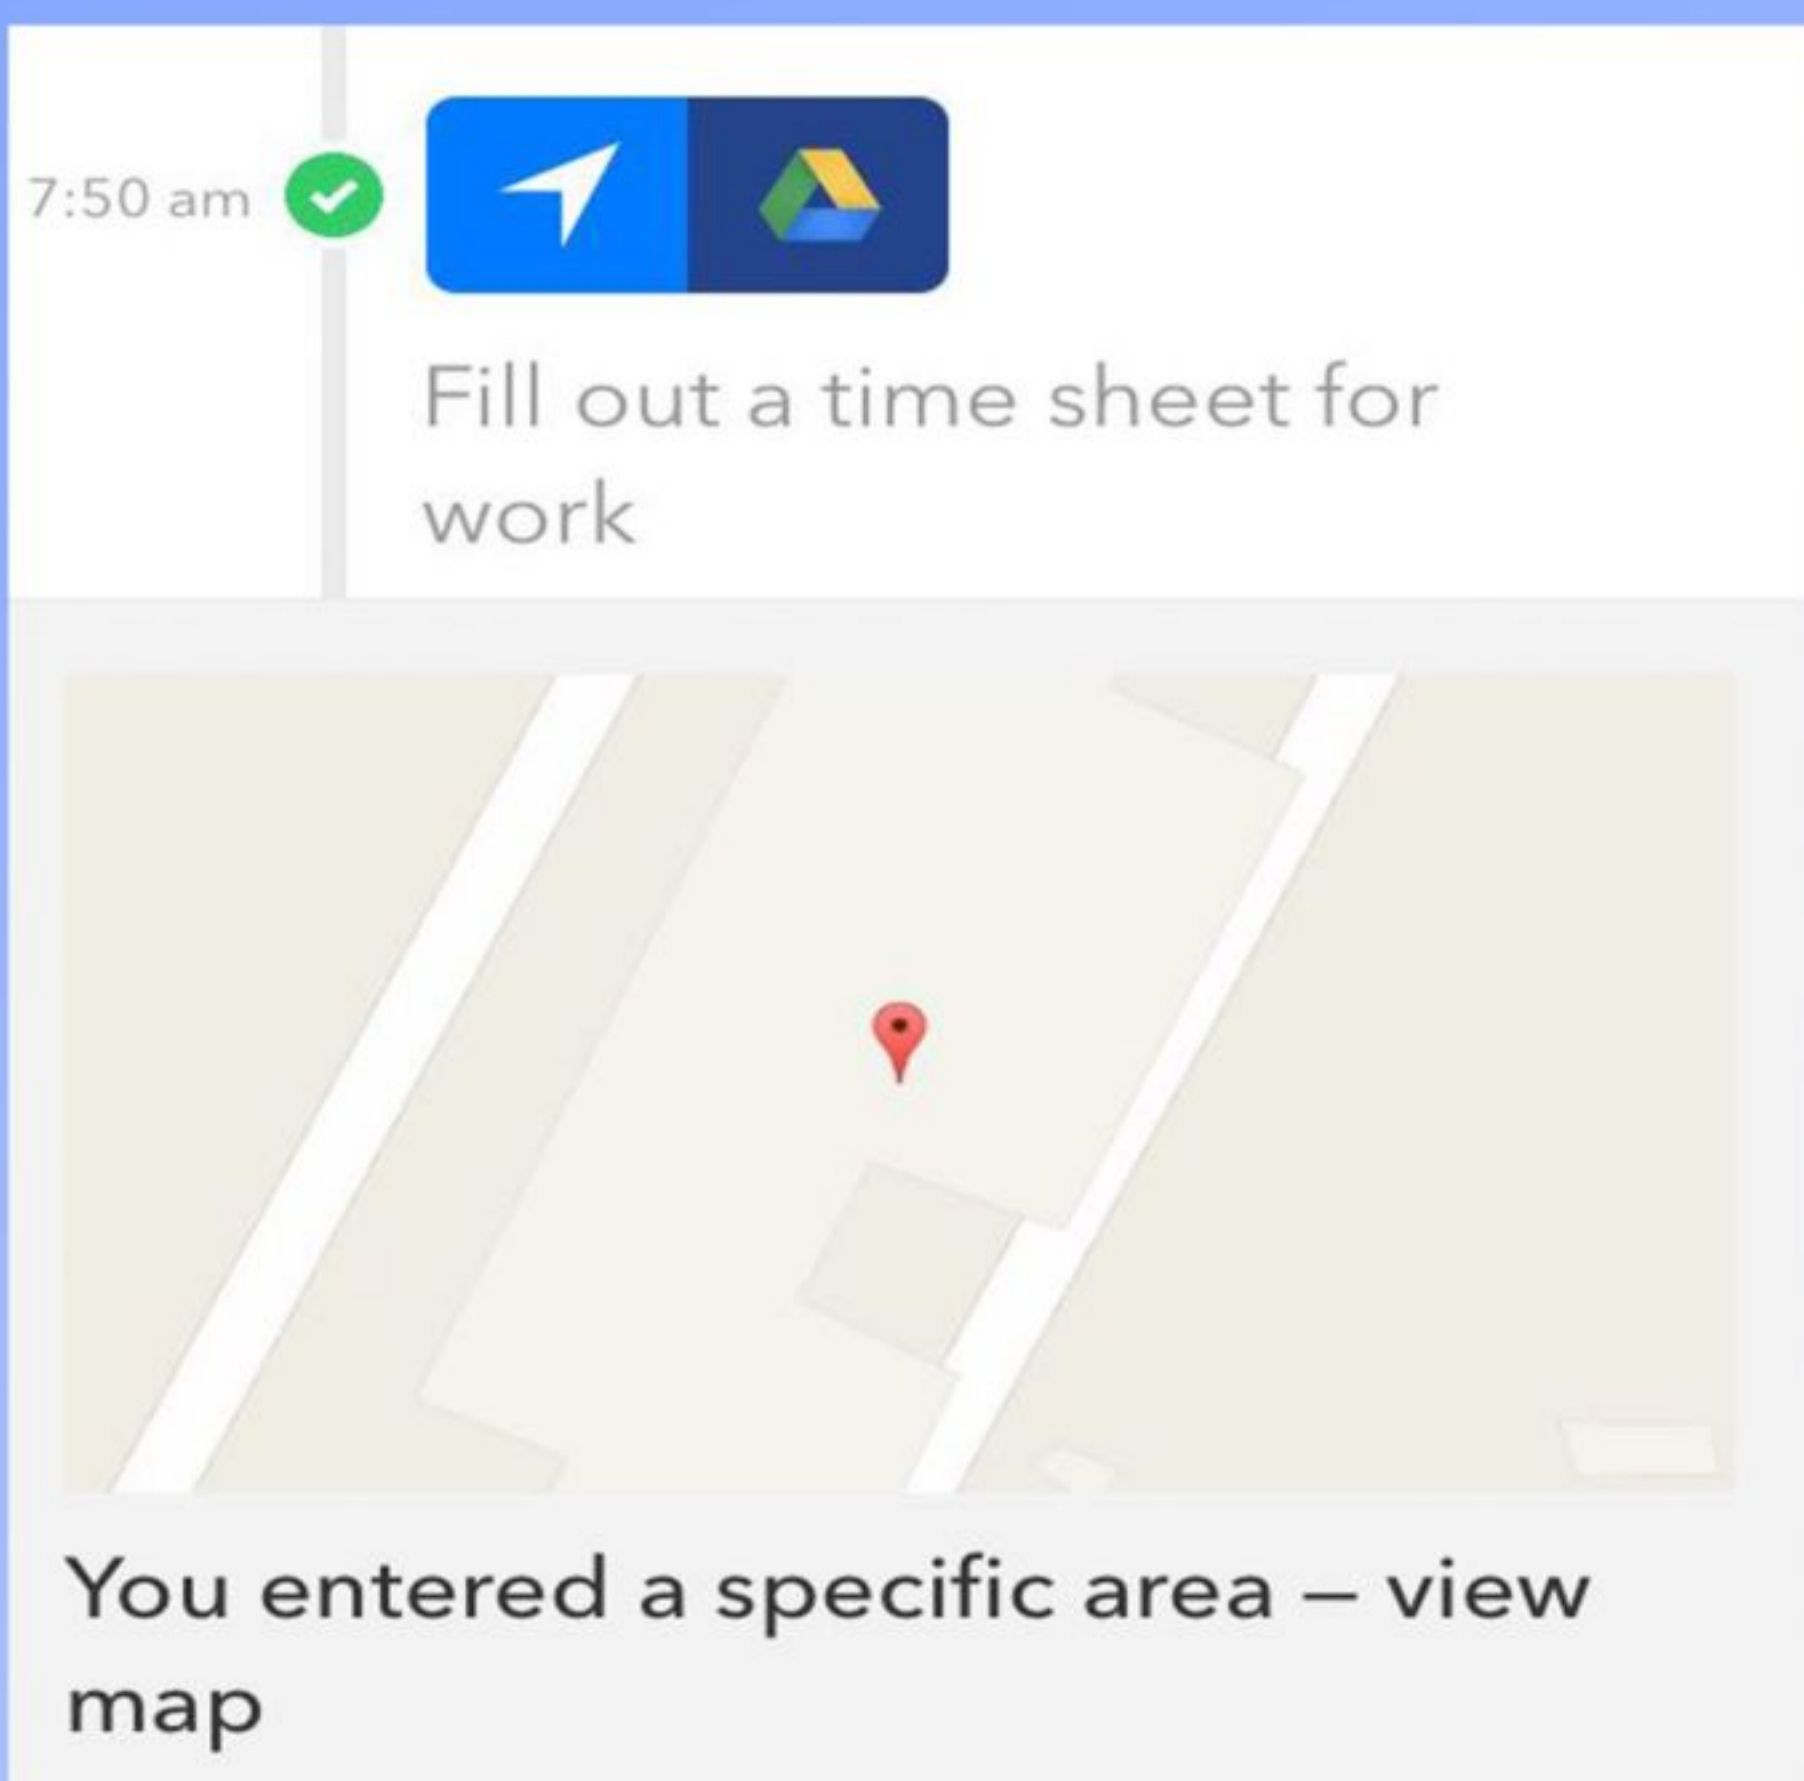 7:50 am
Fill out a time sheet for
work
You entered a specific area – view
map